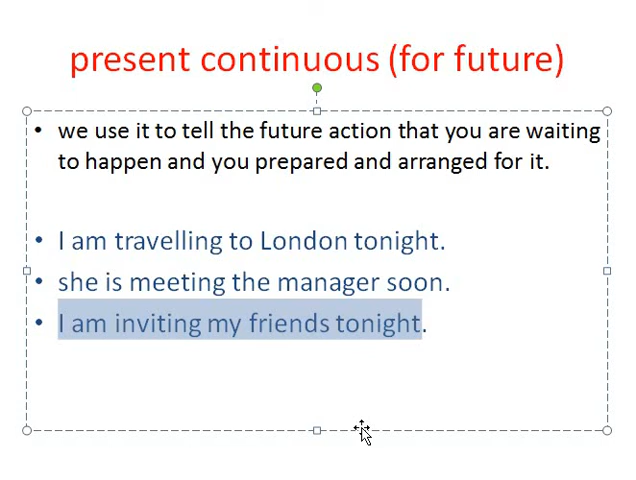 present continuous (for future)
• we use it to tell the future action that you are waiting
to happen and you prepared and arranged for it.
• I am travelling to London tonight.
• she is meeting the manager soon.
• I am inviting my friends tonight.